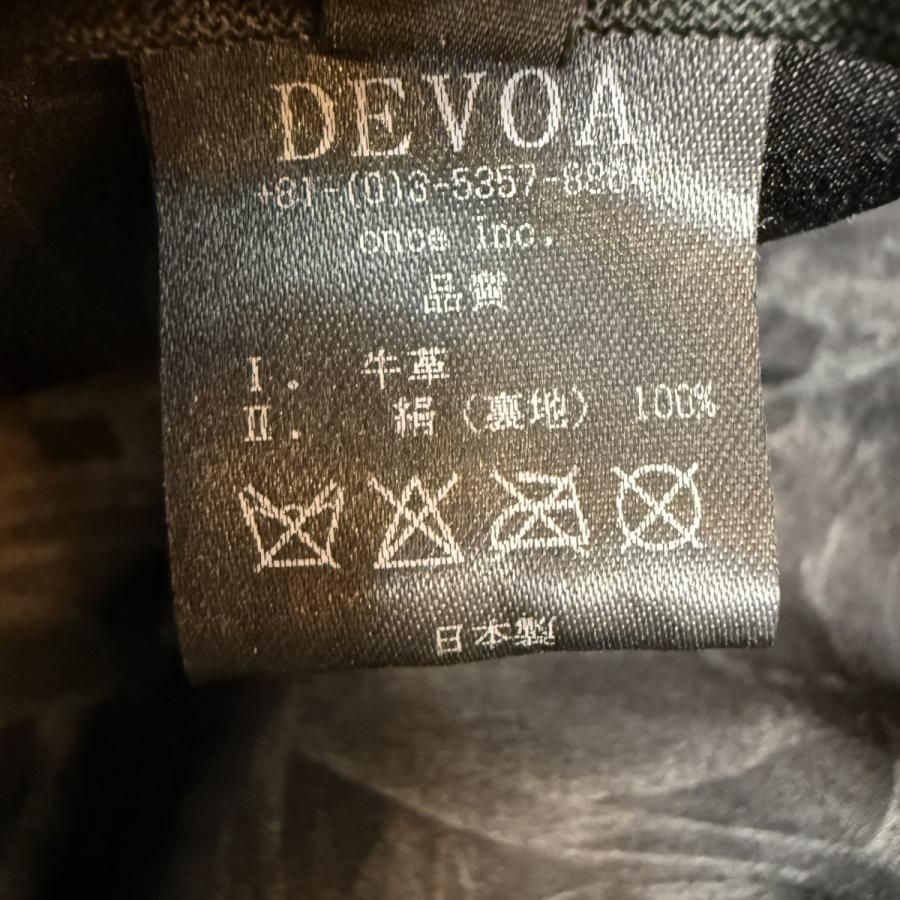 DEVOA
once inc.
品質
I. 牛革
II. 絹(裏地) 100%
日本製